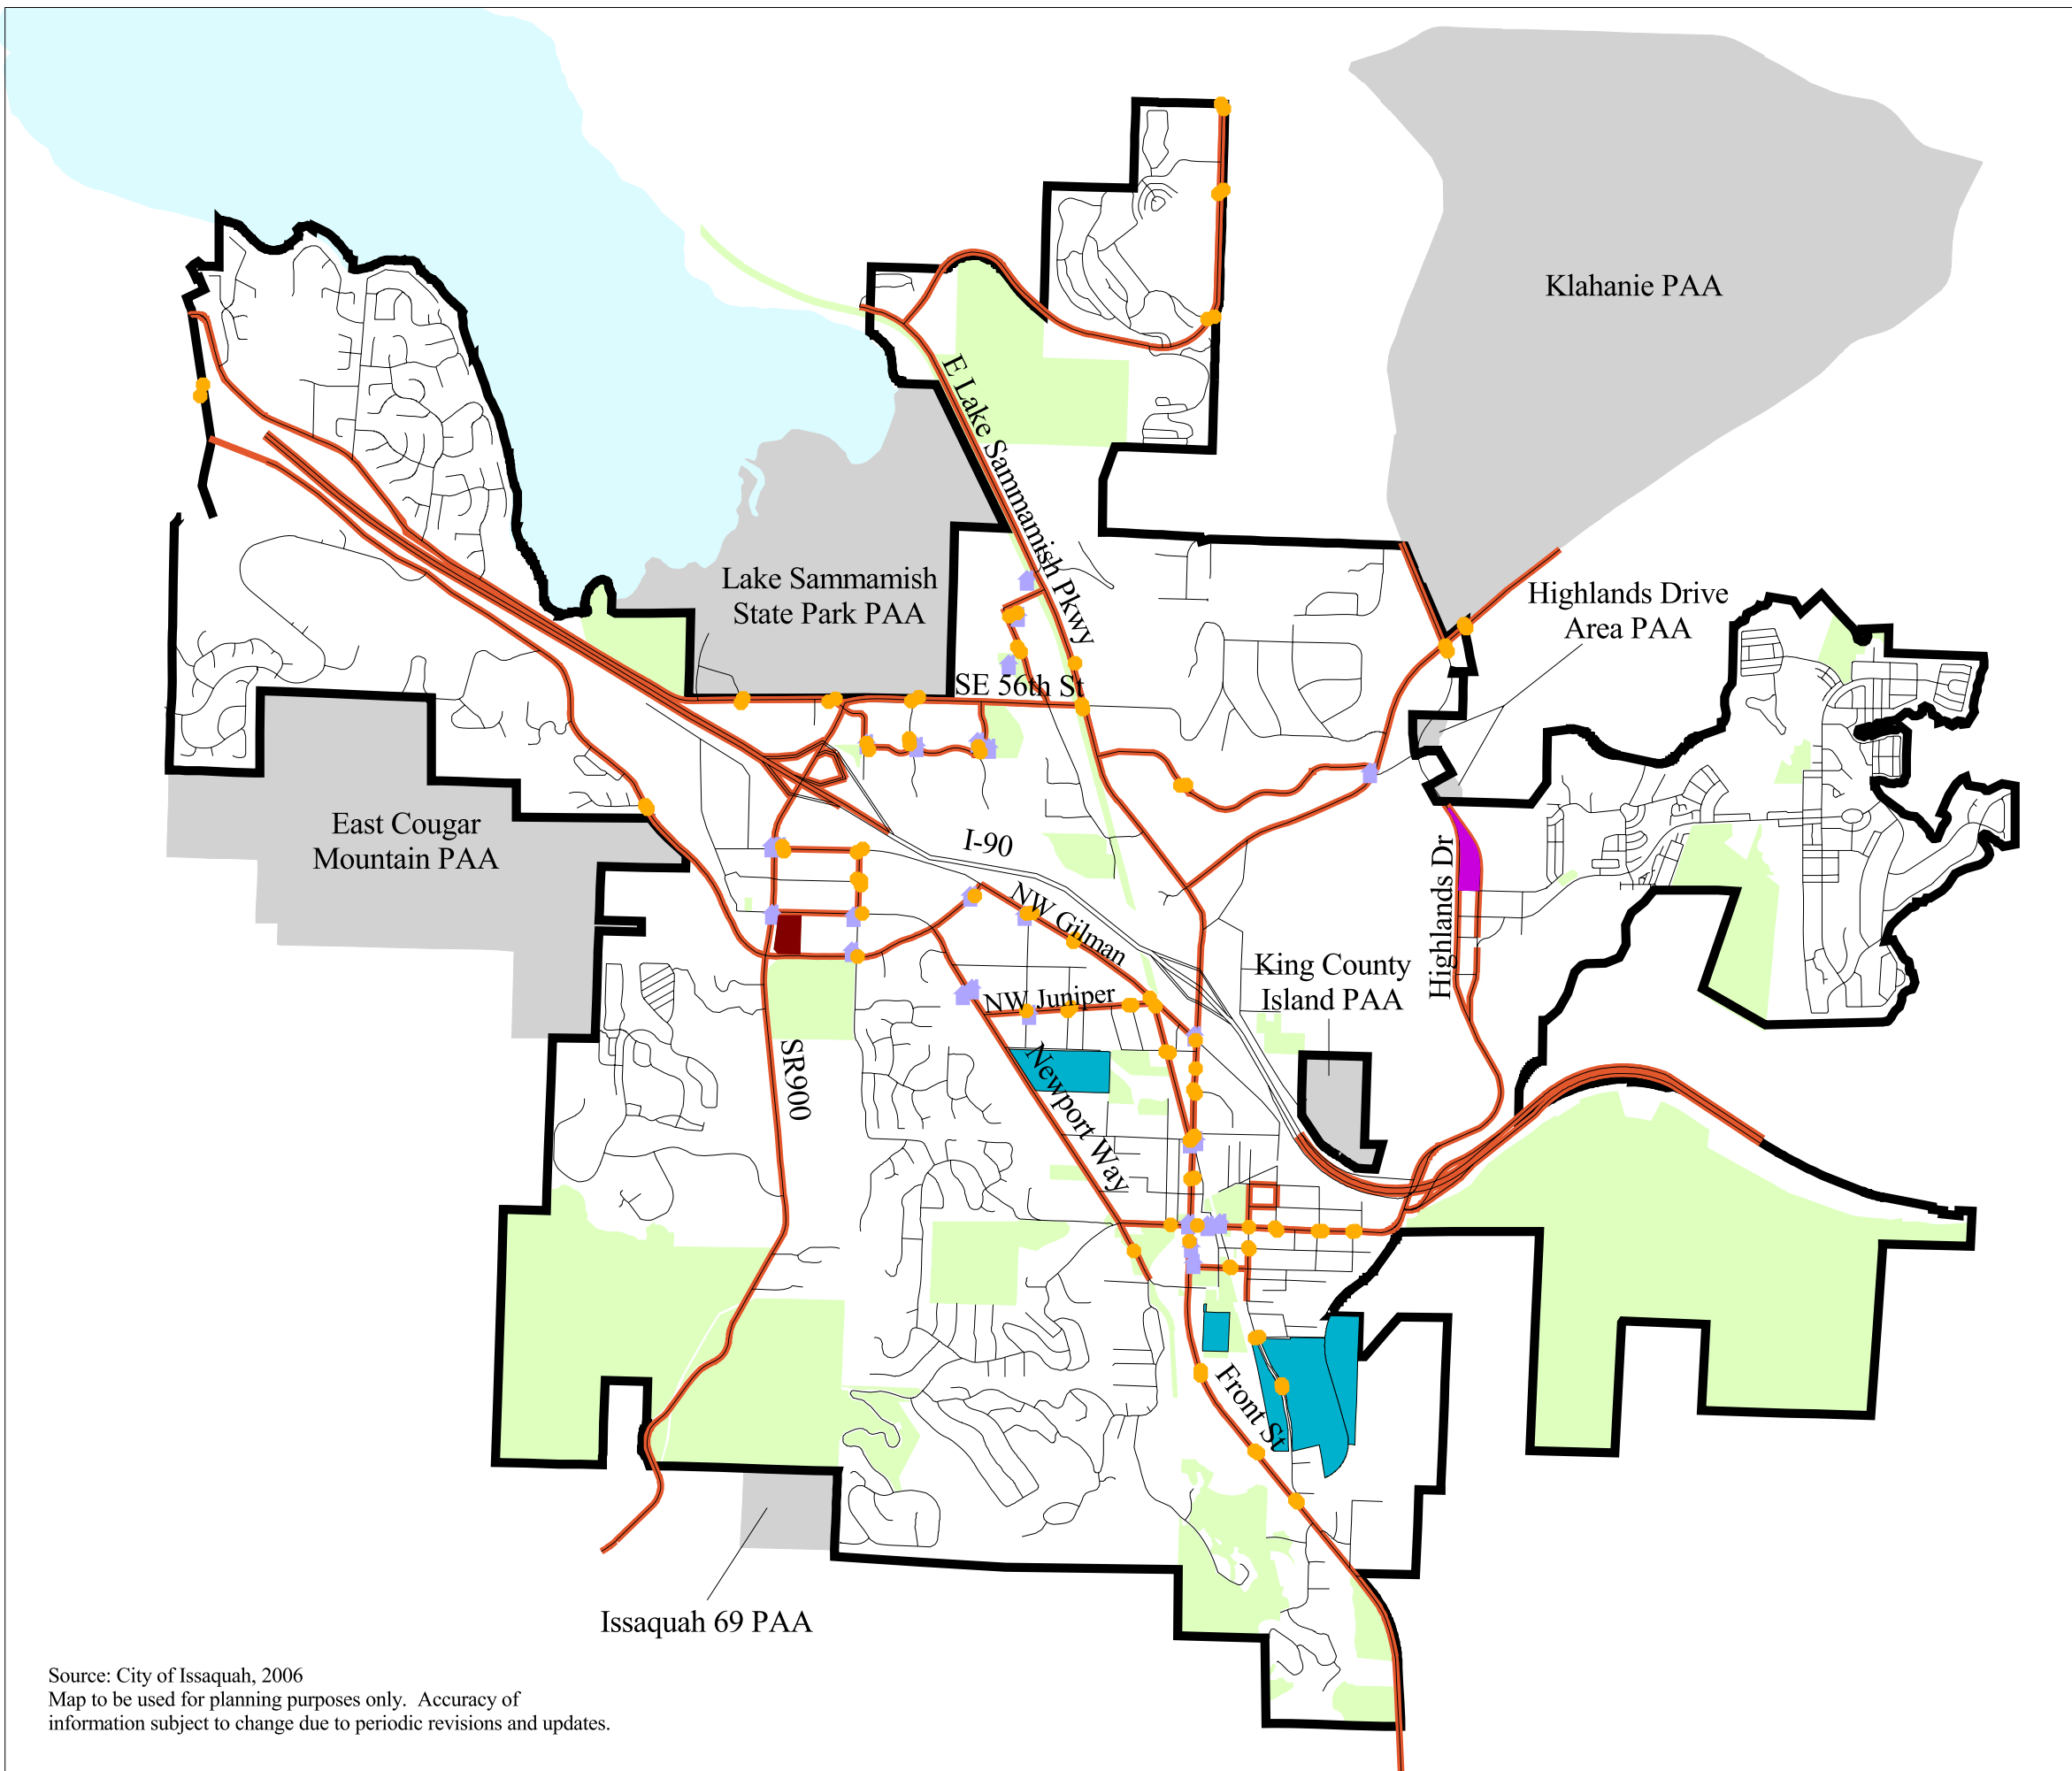 Klahanie PAA
E Lake Sammamish Pkwy
Lake Sammamish
State Park PAA
Highlands Drive
Area PAA
SE 56th St
East Cougar
Mountain PAA
I-90
Highlands Dr
NW Gilman
King County
Island PAA
NW Juniper
SR900
Newport Way
Front St
Issaquah 69 PAA
Source: City of Issaquah, 2006
Map to be used for planning purposes only.  Accuracy of
information subject to change due to periodic revisions and updates.